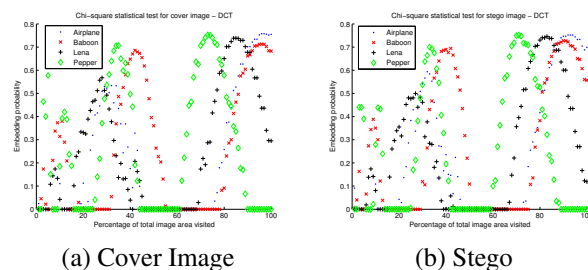 Chi-square statistical test for cover image – DCT
0.8
0.7
0.6
0.5
0.4
0.3
0.2
0.1
0
Embedding probability
Airplane
Baboon
Lena
Pepper
0 20 40 60 80 100
Percentage of total image area visited
(a) Cover Image
Chi-square statistical test for stego image – DCT
0.8
0.7
0.6
0.5
0.4
0.3
0.2
0.1
0
Embedding probability
Airplane
Baboon
Lena
Pepper
0 20 40 60 80 100
Percentage of total image area visited
(b) Stego